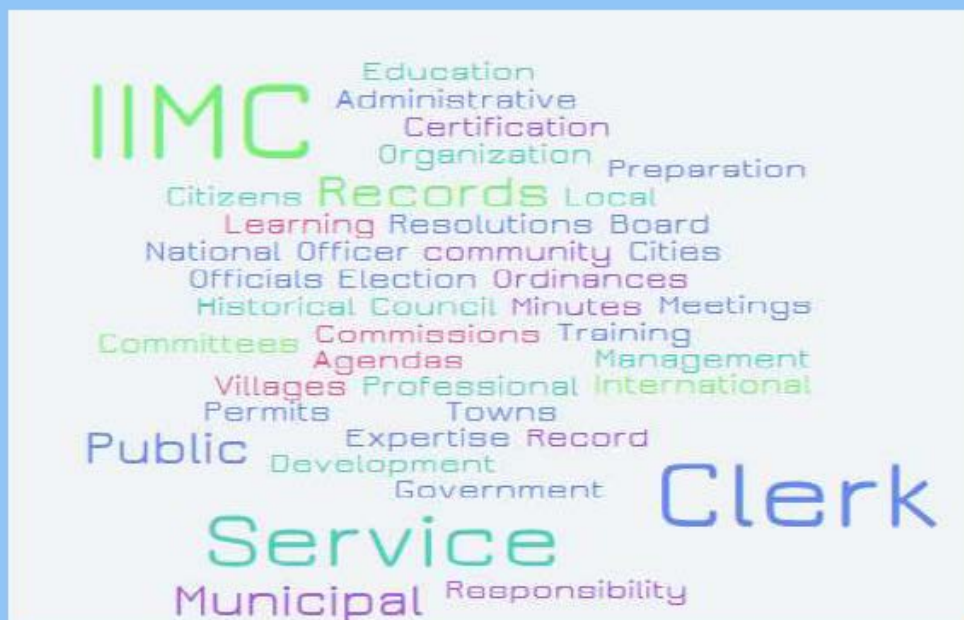 Education
IIMC Administrative
Certification
Organization
Preparation
Citizens Records Local
Learning Resolutions Board
National Officer community Cities
Officials Election Ordinances
Historical Council Minutes Meetings
Committees Commissions Training
Agendas Management
Villages Professional International
Permits Towns
Public Expertise Record
Development
Government
Clerk
Service
Municipal Responsibility